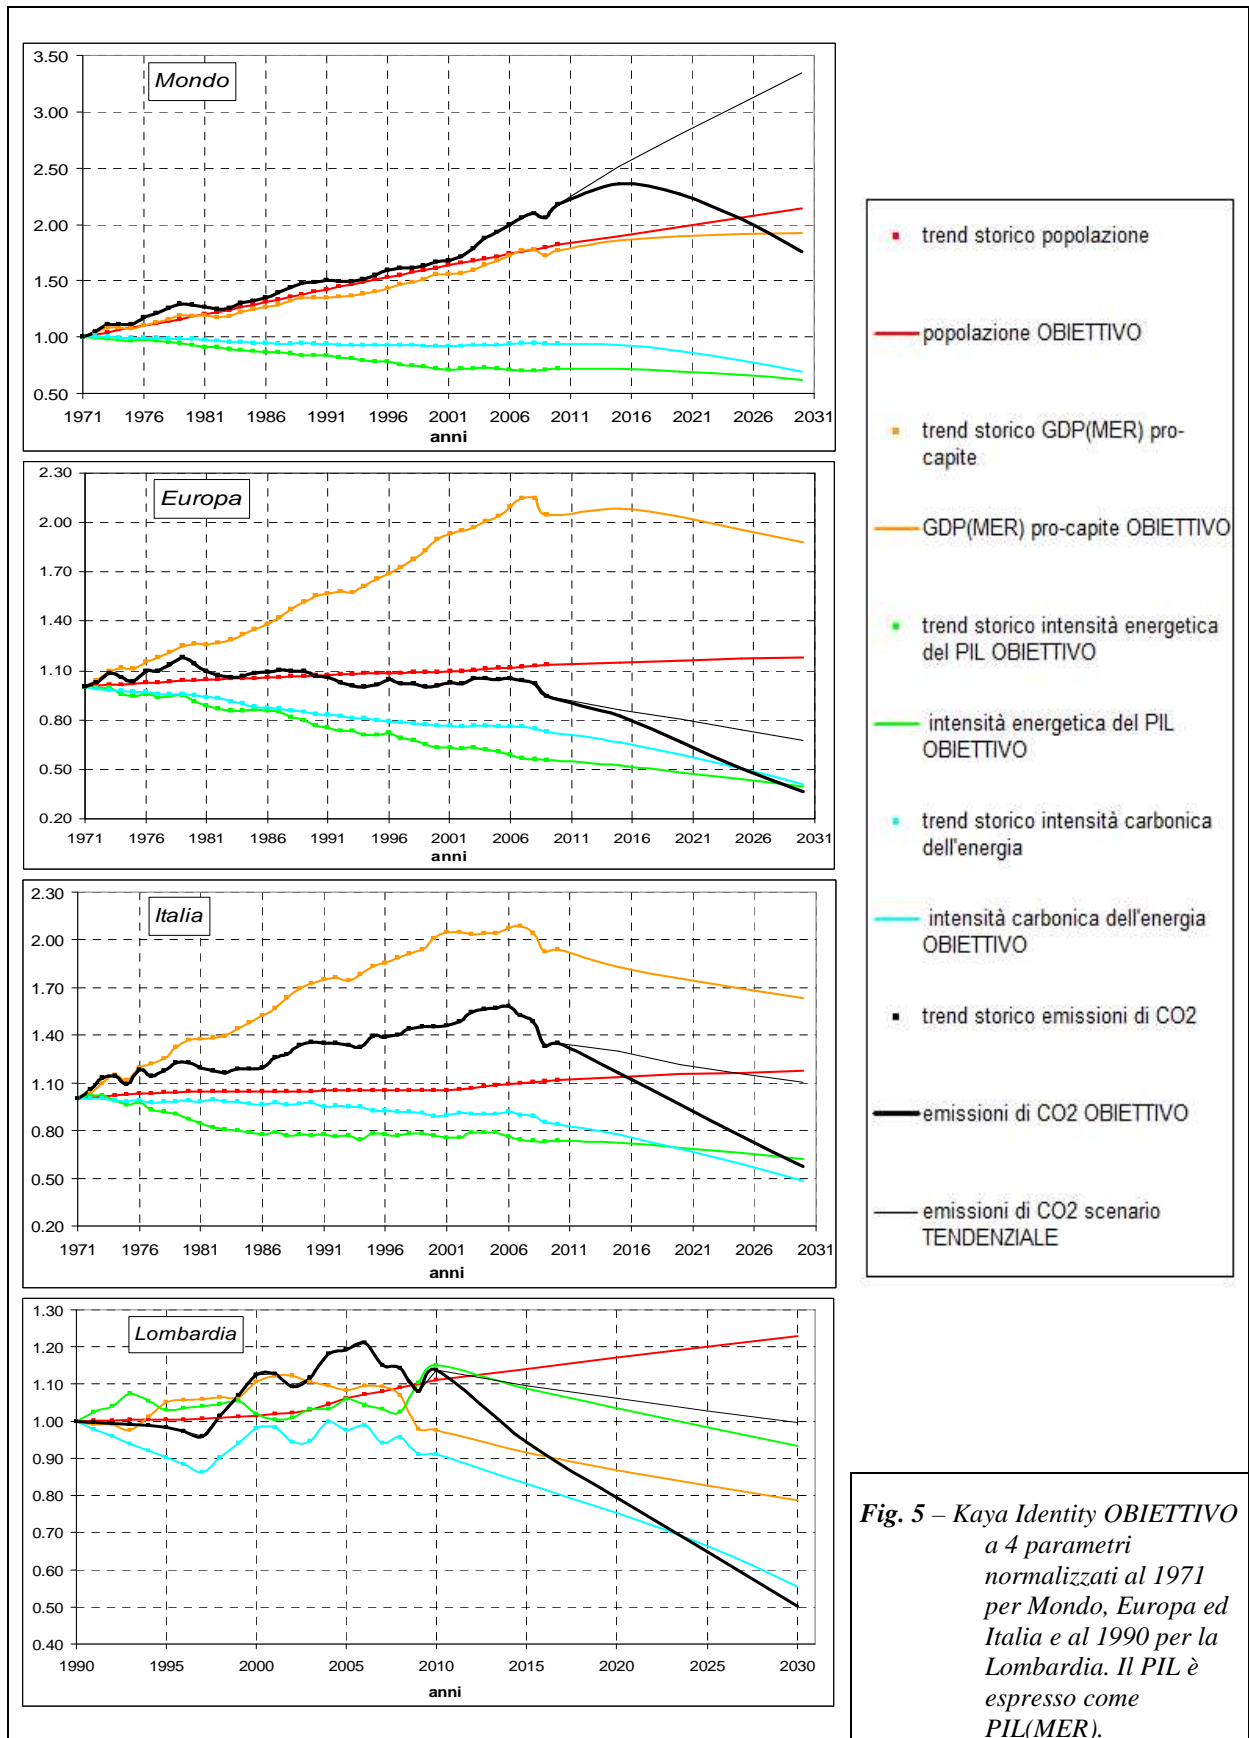 Mondo
3.50
3.00
2.50
2.00
1.50
1.00
0.50
1971 1976 1981 1986 1991 1996 2001 2006 2011 2016 2021 2026 2031
anni
Europa
2.30
2.00
1.70
1.40
1.10
0.80
0.50
0.20
1971 1976 1981 1986 1991 1996 2001 2006 2011 2016 2021 2026 2031
anni
Italia
2.30
2.00
1.70
1.40
1.10
0.80
0.50
0.20
1971 1976 1981 1986 1991 1996 2001 2006 2011 2016 2021 2026 2031
anni
Lombardia
1.30
1.20
1.10
1.00
0.90
0.80
0.70
0.60
0.50
0.40
1990 1995 2000 2005 2010 2015 2020 2025 2030
anni
trend storico popolazione
popolazione OBIETTIVO
trend storico GDP(MER) pro-
capite
GDP(MER) pro-capite OBIETTIVO
trend storico intensità energetica
del PIL OBIETTIVO
intensità energetica del PIL
OBIETTIVO
trend storico intensità carbonica
dell'energia
intensità carbonica dell'energia
OBIETTIVO
trend storico emissioni di CO2
emissioni di CO2 OBIETTIVO
emissioni di CO2 scenario
TENDENZIALE
Fig. 5 – Kaya Identity OBIETTIVO
a 4 parametri
normalizzati al 1971
per Mondo, Europa ed
Italia e al 1990 per la
Lombardia. Il PIL è
espresso come
PIL(MER).